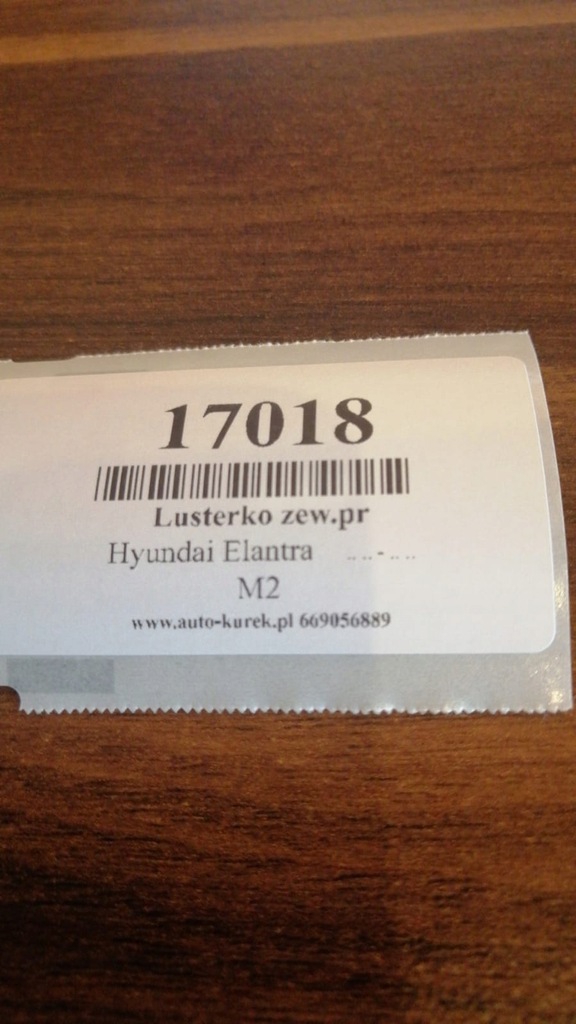 17018
Lusterko zew.pr
Hyundai Elantra .. ..-.. ..
M2
www.auto-kurek.pl 669056889